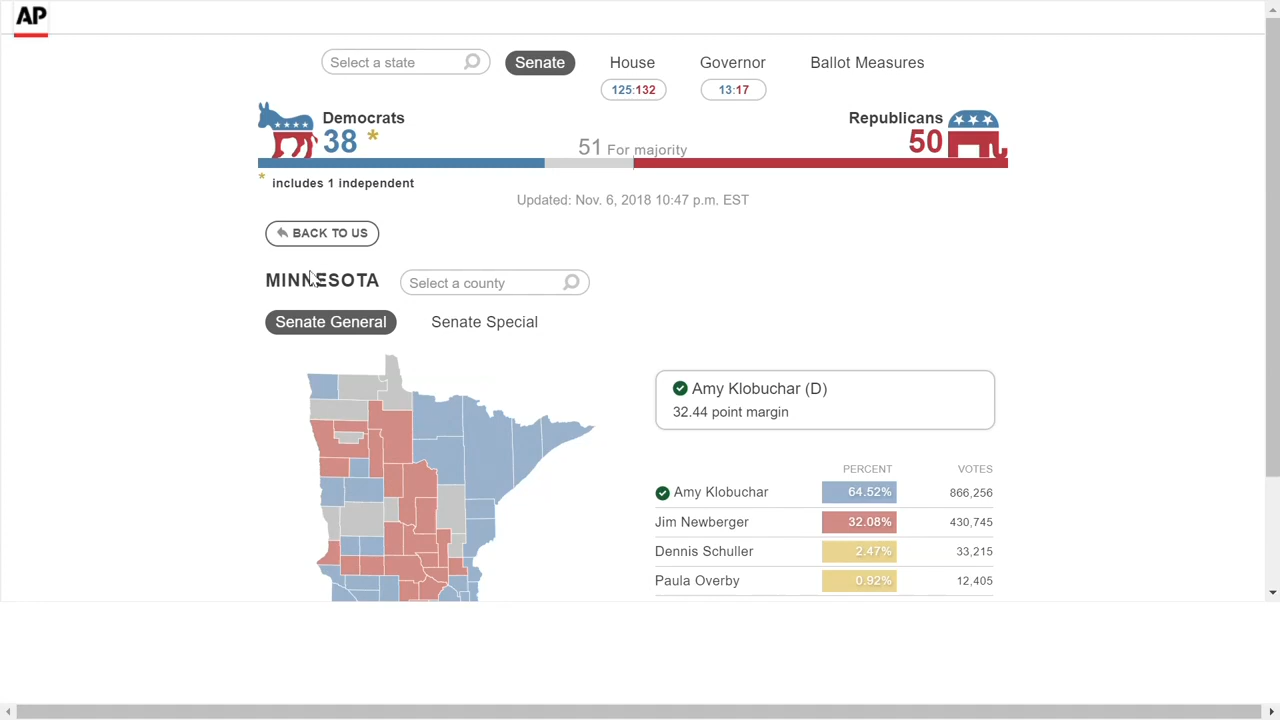 AP
Select a state Senate House Governor Ballot Measures
125:132 13:17
Democrats Republicans
38 * 51 For majority 50
* includes 1 independent
Updated: Nov. 6, 2018 10:47 p.m. EST
BACK TO US
MINNESOTA Select a county
Senate General Senate Special
Amy Klobuchar (D)
32.44 point margin
PERCENT VOTES
Amy Klobuchar 64.52% 866,256
Jim Newberger 32.08% 430,745
Dennis Schuller 2.47% 33,215
Paula Overby 0.92% 12,405